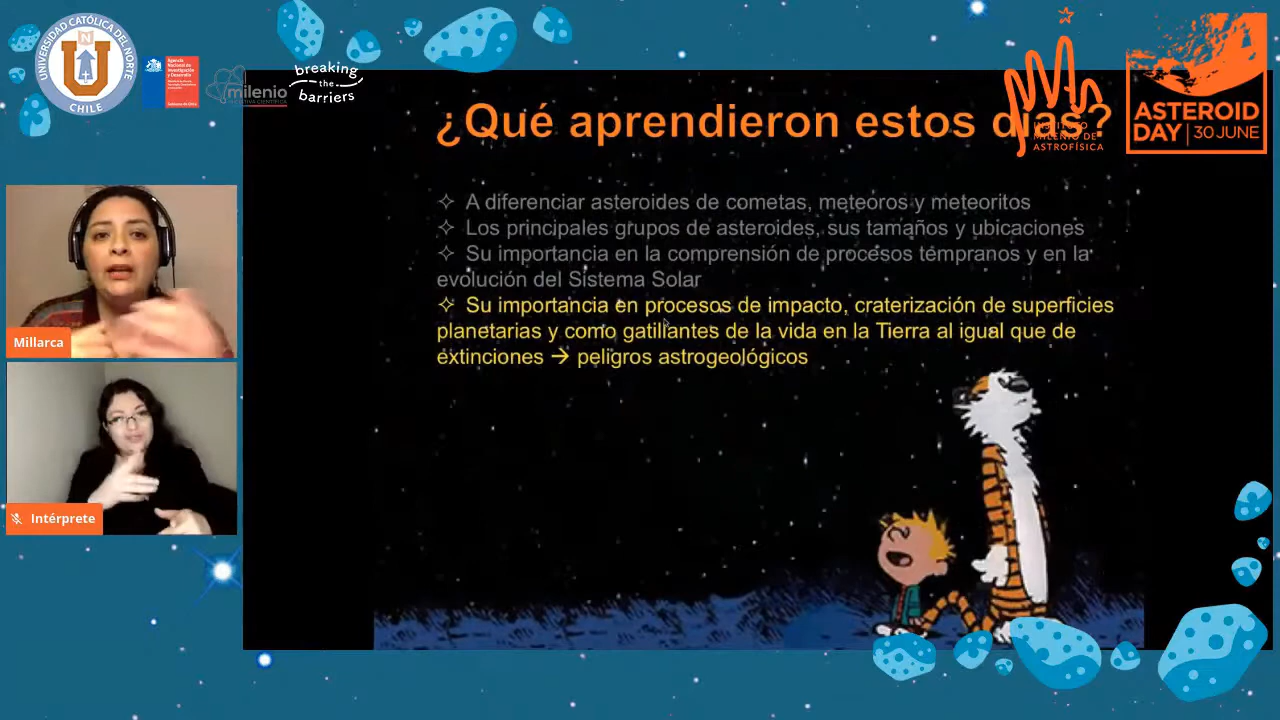 UNIVERSIDAD CATÓLICA DEL NORTE
N
CHILE
milenio
breaking
the
barriers
¿Qué aprendieron estos días?
INSTITUTO
MILENIO DE
ASTROFÍSICA
ASTEROID
DAY | 30 JUNE
✧ A diferenciar asteroides de cometas, meteoros y meteoritos
✧ Los principales grupos de asteroides, sus tamaños y ubicaciones
✧ Su importancia en la comprensión de procesos tempranos y en la
evolución del Sistema Solar
✧ Su importancia en procesos de impacto, craterización de superficies
planetarias y como gatillantes de la vida en la Tierra al igual que de
extinciones → peligros astrogeológicos
Millarca
Intérprete